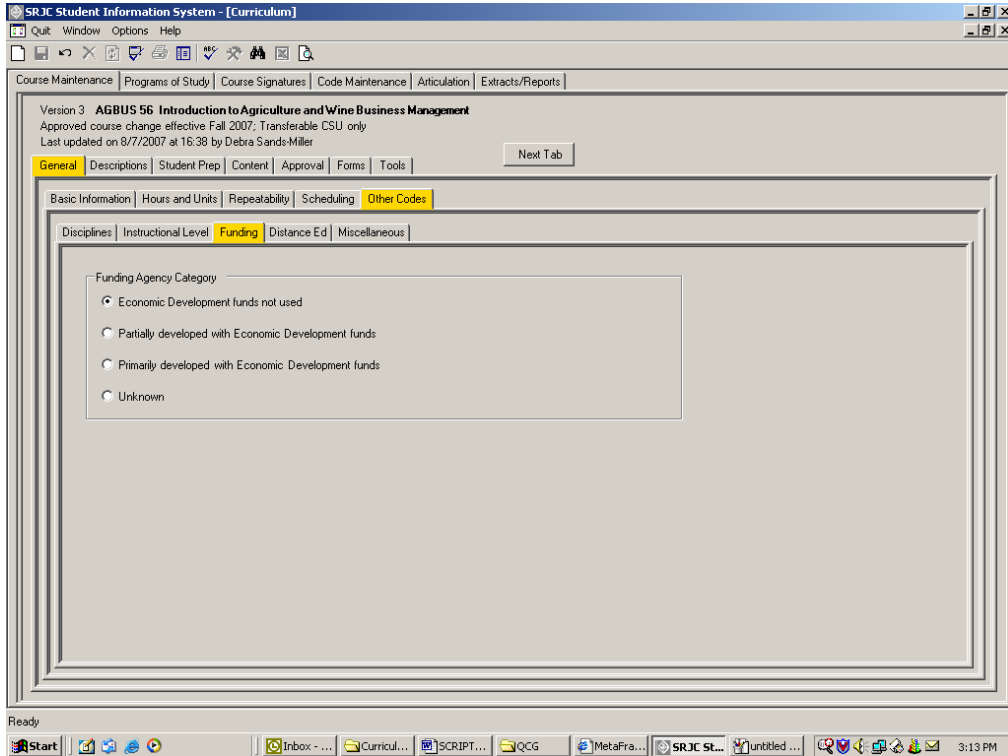 SRJC Student Information System - [Curriculum]
Quit Window Options Help
ABC
Course Maintenance Programs of Study Course Signatures Code Maintenance Articulation Extracts/Reports
Version 3 AGBUS 56 Introduction to Agriculture and Wine Business Management
Approved course change effective Fall 2007; Transferable CSU only
Last updated on 8/7/2007 at 16:38 by Debra Sands-Miller
Next Tab
General Descriptions Student Prep Content Approval Forms Tools
Basic Information Hours and Units Repeatability Scheduling Other Codes
Disciplines Instructional Level Funding Distance Ed Miscellaneous
Funding Agency Category
Economic Development funds not used
Partially developed with Economic Development funds
Primarily developed with Economic Development funds
Unknown
Ready
Start Inbox - ... Curricul... SCRIPT... QCG MetaFra... SRJC St... untitled ... 3:13 PM